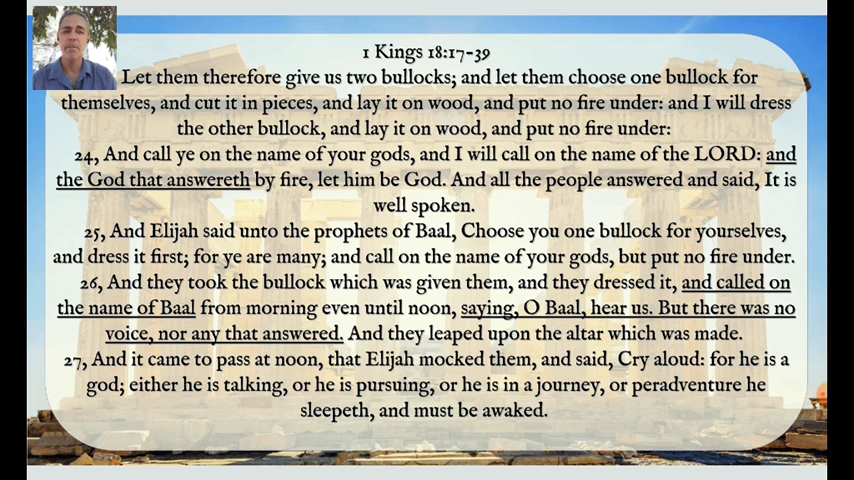 1 Kings 18:17-39
Let them therefore give us two bullocks; and let them choose one bullock for
themselves, and cut it in pieces, and lay it on wood, and put no fire under: and I will dress
the other bullock, and lay it on wood, and put no fire under:
24, And call ye on the name of your gods, and I will call on the name of the LORD: and
the God that answereth by fire, let him be God. And all the people answered and said, It is
well spoken.
25, And Elijah said unto the prophets of Baal, Choose you one bullock for yourselves,
and dress it first; for ye are many; and call on the name of your gods, but put no fire under.
26, And they took the bullock which was given them, and they dressed it, and called on
the name of Baal from morning even until noon, saying, O Baal, hear us. But there was no
voice, nor any that answered. And they leaped upon the altar which was made.
27, And it came to pass at noon, that Elijah mocked them, and said, Cry aloud: for he is a
god; either he is talking, or he is pursuing, or he is in a journey, or peradventure he
sleepeth, and must be awaked.